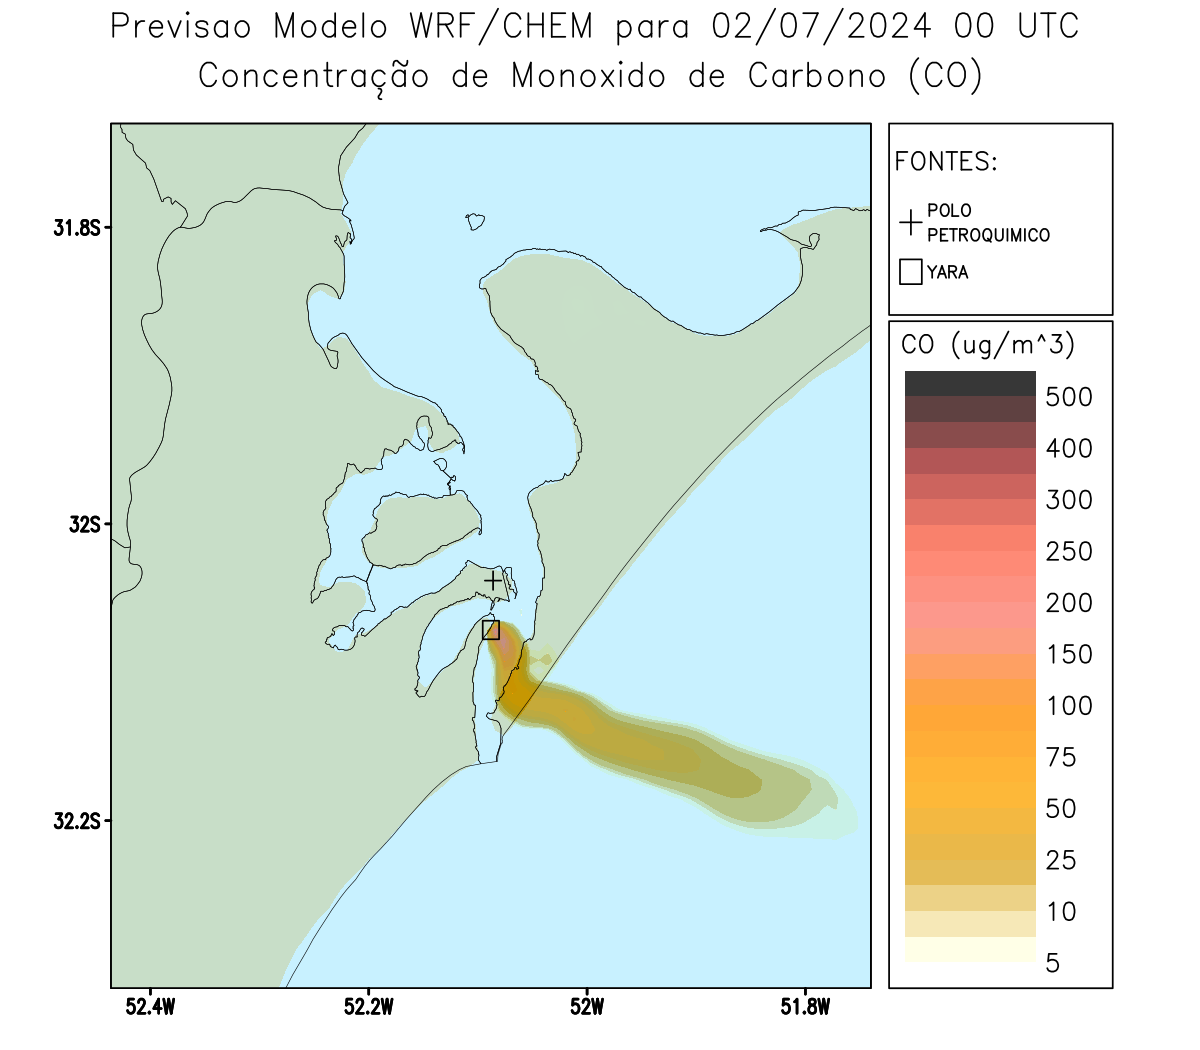 Previsao Modelo WRF/CHEM para 02/07/2024 00 UTC
Concentração de Monoxido de Carbono (CO)
FONTES:
POLO
PETROQUIMICO
YARA
31.8S
32S
32.2S
52.4W
52.2W
52W
51.8W
CO (ug/m^3)
500
400
300
250
200
150
100
75
50
25
10
5